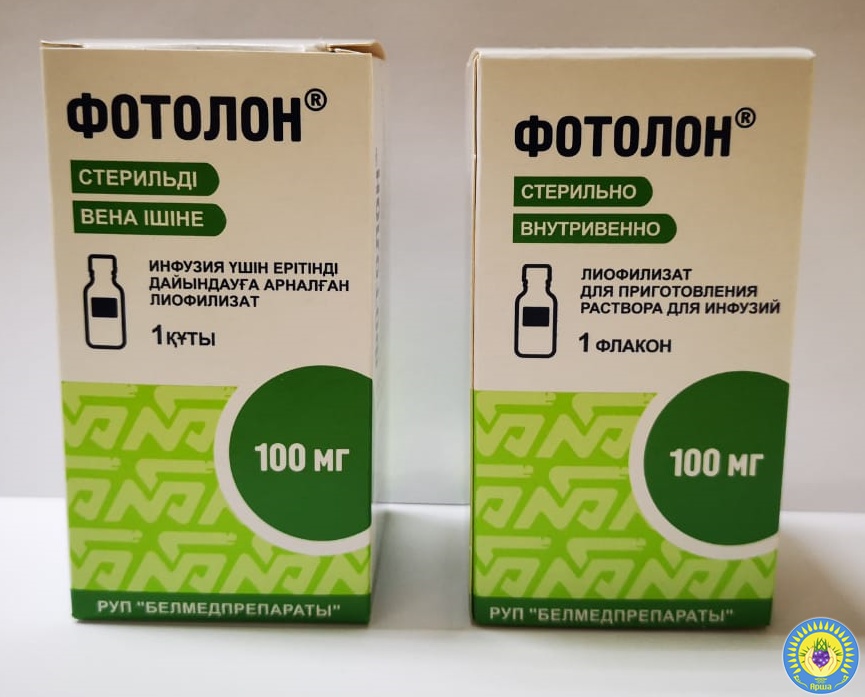 ФОТОЛОН®
СТЕРИЛЬДІ
ВЕНА ІШІНЕ
ИНФУЗИЯ ҮШІН ЕРІТІНДІ
ДАЙЫНДАУҒА АРНАЛҒАН
ЛИОФИЛИЗАТ
1 ҚҰТЫ
100 МГ
РУП "БЕЛМЕДПРЕПАРАТЫ"
ФОТОЛОН®
СТЕРИЛЬНО
ВНУТРИВЕННО
ЛИОФИЛИЗАТ
ДЛЯ ПРИГОТОВЛЕНИЯ
РАСТВОРА ДЛЯ ИНФУЗИЙ
1 ФЛАКОН
100 МГ
РУП "БЕЛМЕДПРЕПАРАТЫ"